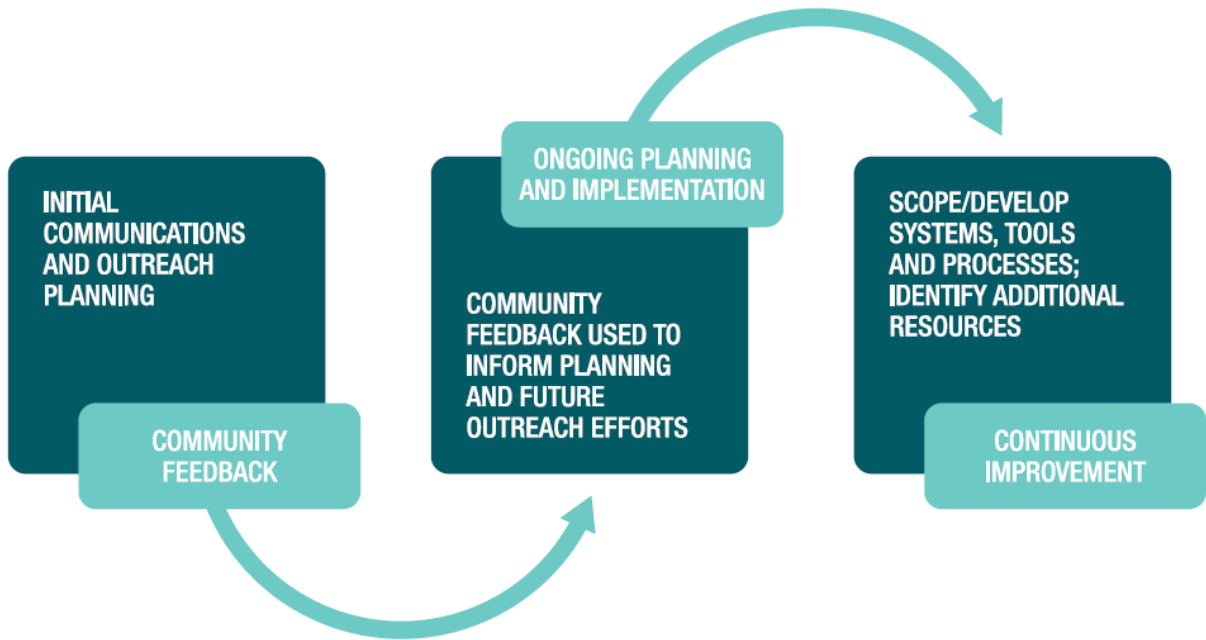 INITIAL
COMMUNICATIONS
AND OUTREACH
PLANNING
COMMUNITY
FEEDBACK
ONGOING PLANNING
AND IMPLEMENTATION
COMMUNITY
FEEDBACK USED TO
INFORM PLANNING
AND FUTURE
OUTREACH EFFORTS
SCOPE/DEVELOP
SYSTEMS, TOOLS
AND PROCESSES;
IDENTIFY ADDITIONAL
RESOURCES
CONTINUOUS
IMPROVEMENT